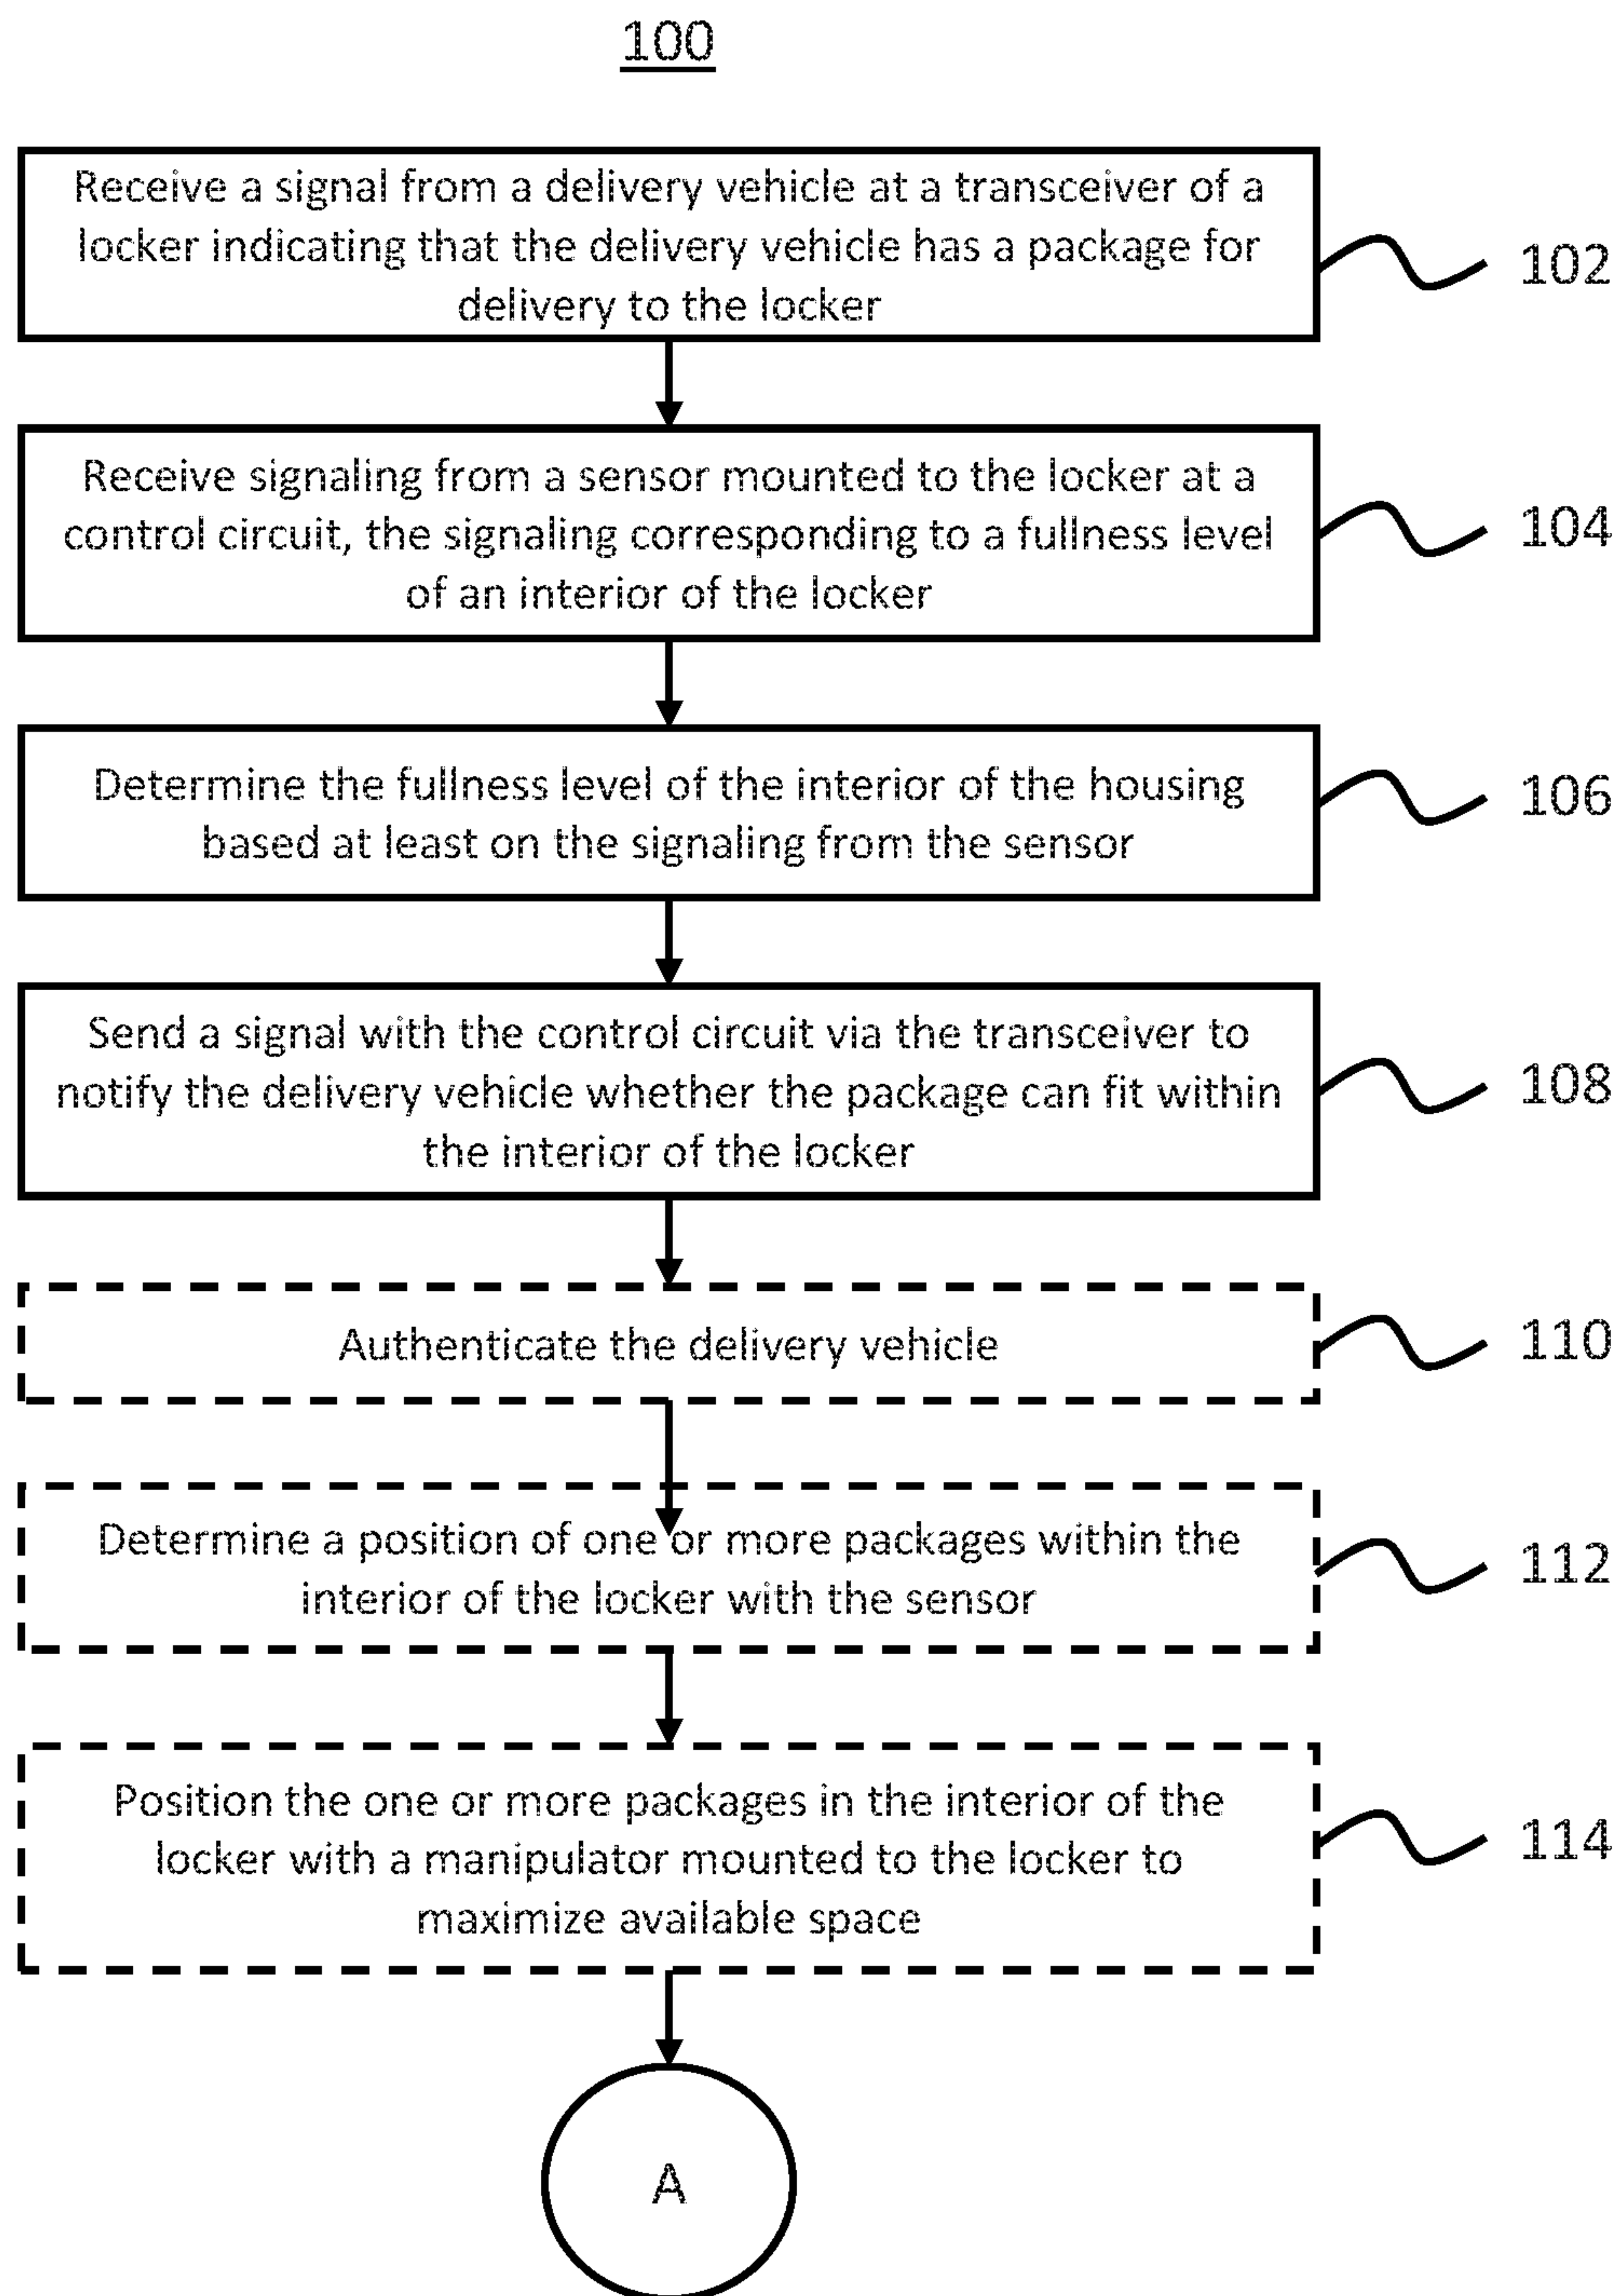 100
Receive a signal from a delivery vehicle at a transceiver of a
locker indicating that the delivery vehicle has a package for
delivery to the locker
102
Receive signaling from a sensor mounted to the locker at a
control circuit, the signaling corresponding to a fullness level
of an interior of the locker
104
Determine the fullness level of the interior of the housing
based at least on the signaling from the sensor
106
Send a signal with the control circuit via the transceiver to
notify the delivery vehicle whether the package can fit within
the interior of the locker
108
Authenticate the delivery vehicle
110
Determine a position of one or more packages within the
interior of the locker with the sensor
112
Position the one or more packages in the interior of the
locker with a manipulator mounted to the locker to
maximize available space
114
A